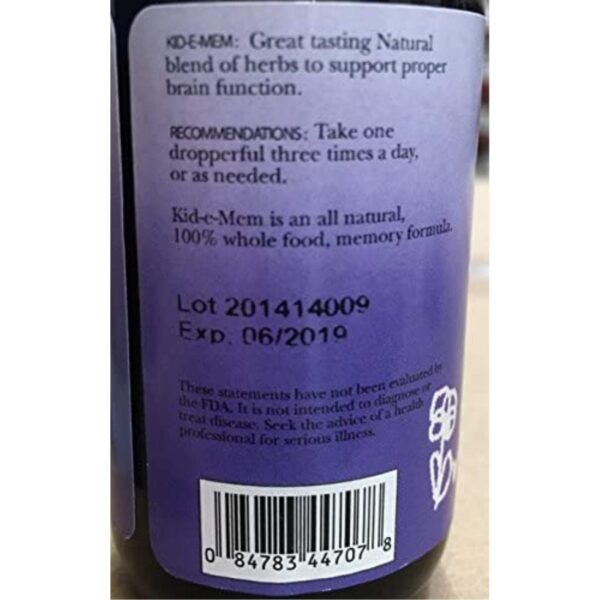 KID-E-MEM: Great tasting Natural
blend of herbs to support proper
brain function.
RECOMMENDATIONS: Take one
dropperful three times a day,
or as needed.
Kid-e-Mem is an all natural,
100% whole food, memory formula.
Lot 201414009
Exp. 06/2019
These statements have not been evaluated by
the FDA. It is not intended to diagnose or
treat disease. Seek the advice of a health
professional for serious illness.
0 84783 44707 8